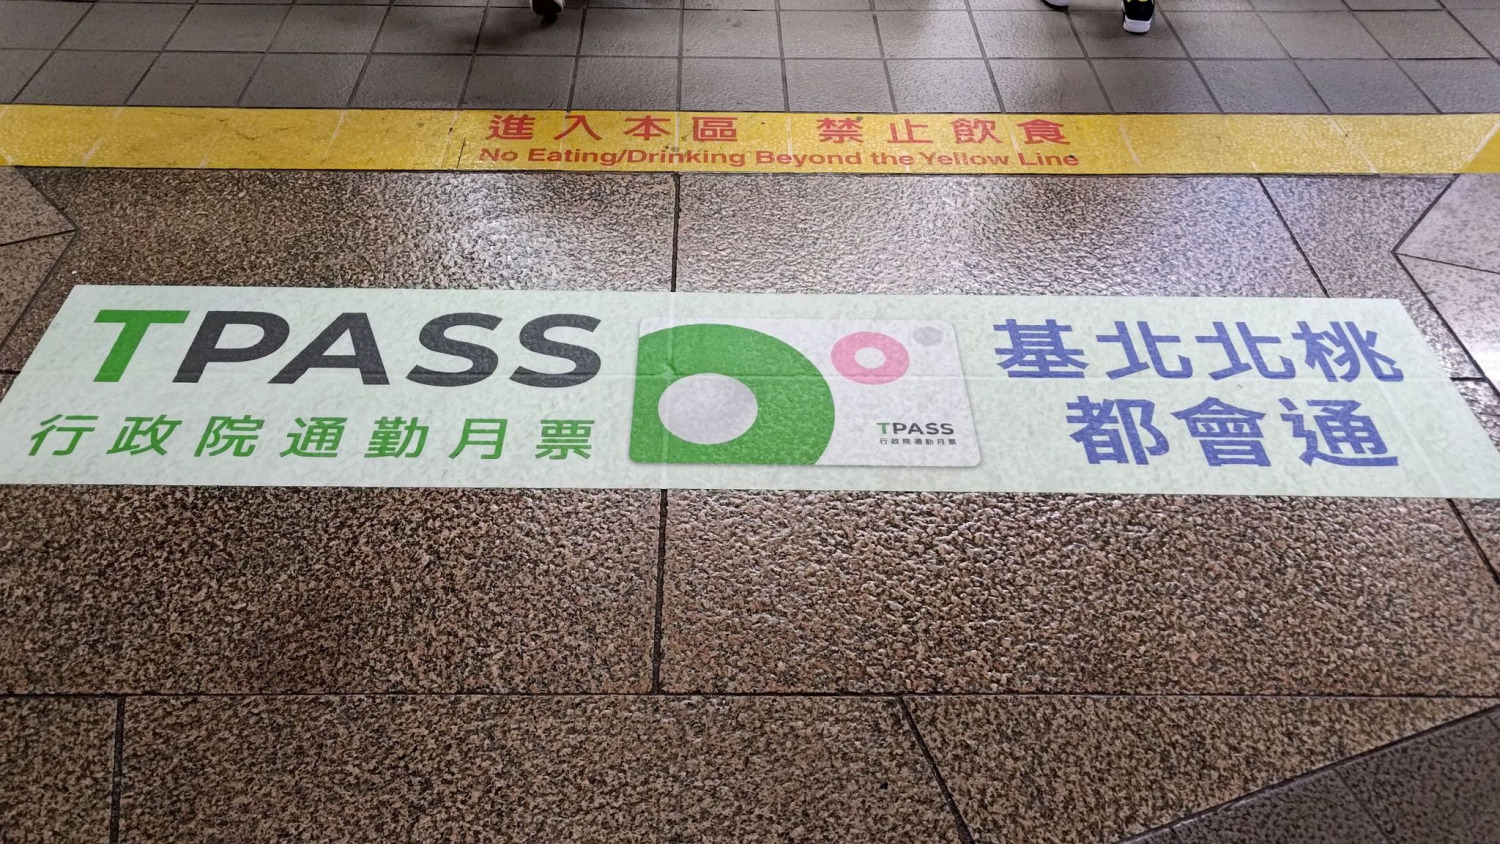 進入本區 禁止飲食
No Eating/Drinking Beyond the Yellow Line
TPASS
行政院通勤月票
TPASS
行政院通勤月票
基北北桃
都會通